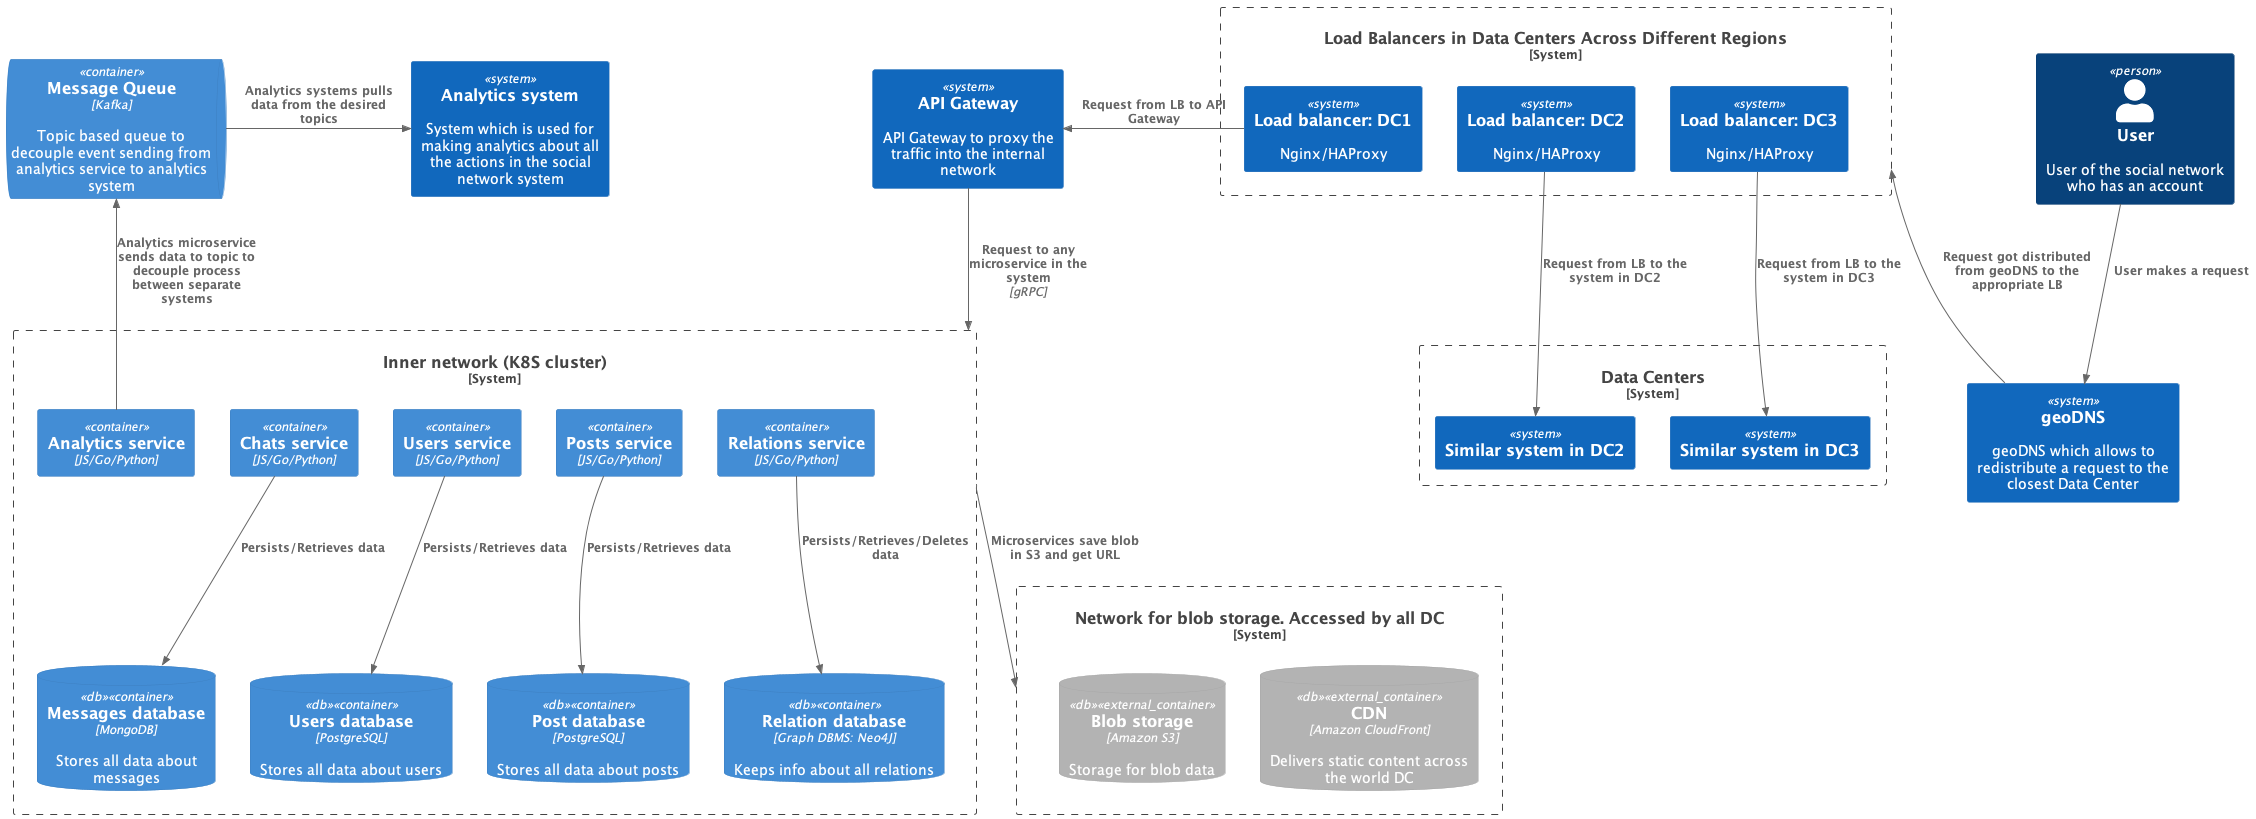 «container»
Message Queue
[Kafka]
Topic based queue to
decouple event sending from
analytics service to analytics
system
Analytics systems pulls
data from the desired
topics
«system»
Analytics system
System which is used for
making analytics about all
the actions in the social
network system
«system»
API Gateway
API Gateway to proxy the
traffic into the internal
network
Request from LB to API
Gateway
Load Balancers in Data Centers Across Different Regions
[System]
«system»
Load balancer: DC1
Nginx/HAProxy
«system»
Load balancer: DC2
Nginx/HAProxy
«system»
Load balancer: DC3
Nginx/HAProxy
«person»
User
User of the social network
who has an account
Analytics microservice
sends data to topic to
decouple process
between separate
systems
Request to any
microservice in the
system
[gRPC]
Request from LB to the
system in DC2
Request from LB to the
system in DC3
Request got distributed
from geoDNS to the
appropriate LB
User makes a request
Inner network (K8S cluster)
[System]
«container»
Analytics service
[JS/Go/Python]
«container»
Chats service
[JS/Go/Python]
«container»
Users service
[JS/Go/Python]
«container»
Posts service
[JS/Go/Python]
«container»
Relations service
[JS/Go/Python]
Data Centers
[System]
«system»
Similar system in DC2
«system»
Similar system in DC3
«system»
geoDNS
geoDNS which allows to
redistribute a request to the
closest Data Center
Persists/Retrieves data
Persists/Retrieves data
Persists/Retrieves data
Persists/Retrieves/Deletes
data
Microservices save blob
in S3 and get URL
«db»«container»
Messages database
[MongoDB]
Stores all data about
messages
«db»«container»
Users database
[PostgreSQL]
Stores all data about users
«db»«container»
Post database
[PostgreSQL]
Stores all data about posts
«db»«container»
Relation database
[Graph DBMS: Neo4J]
Keeps info about all relations
Network for blob storage. Accessed by all DC
[System]
«db»«external_container»
Blob storage
[Amazon S3]
Storage for blob data
«db»«external_container»
CDN
[Amazon CloudFront]
Delivers static content across
the world DC